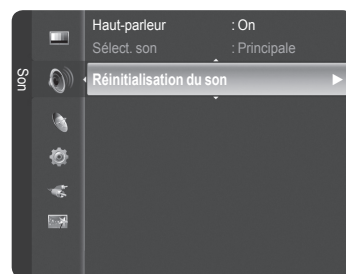 Son
Haut-parleur : On
Sélect. son : Principale
Réinitialisation du son